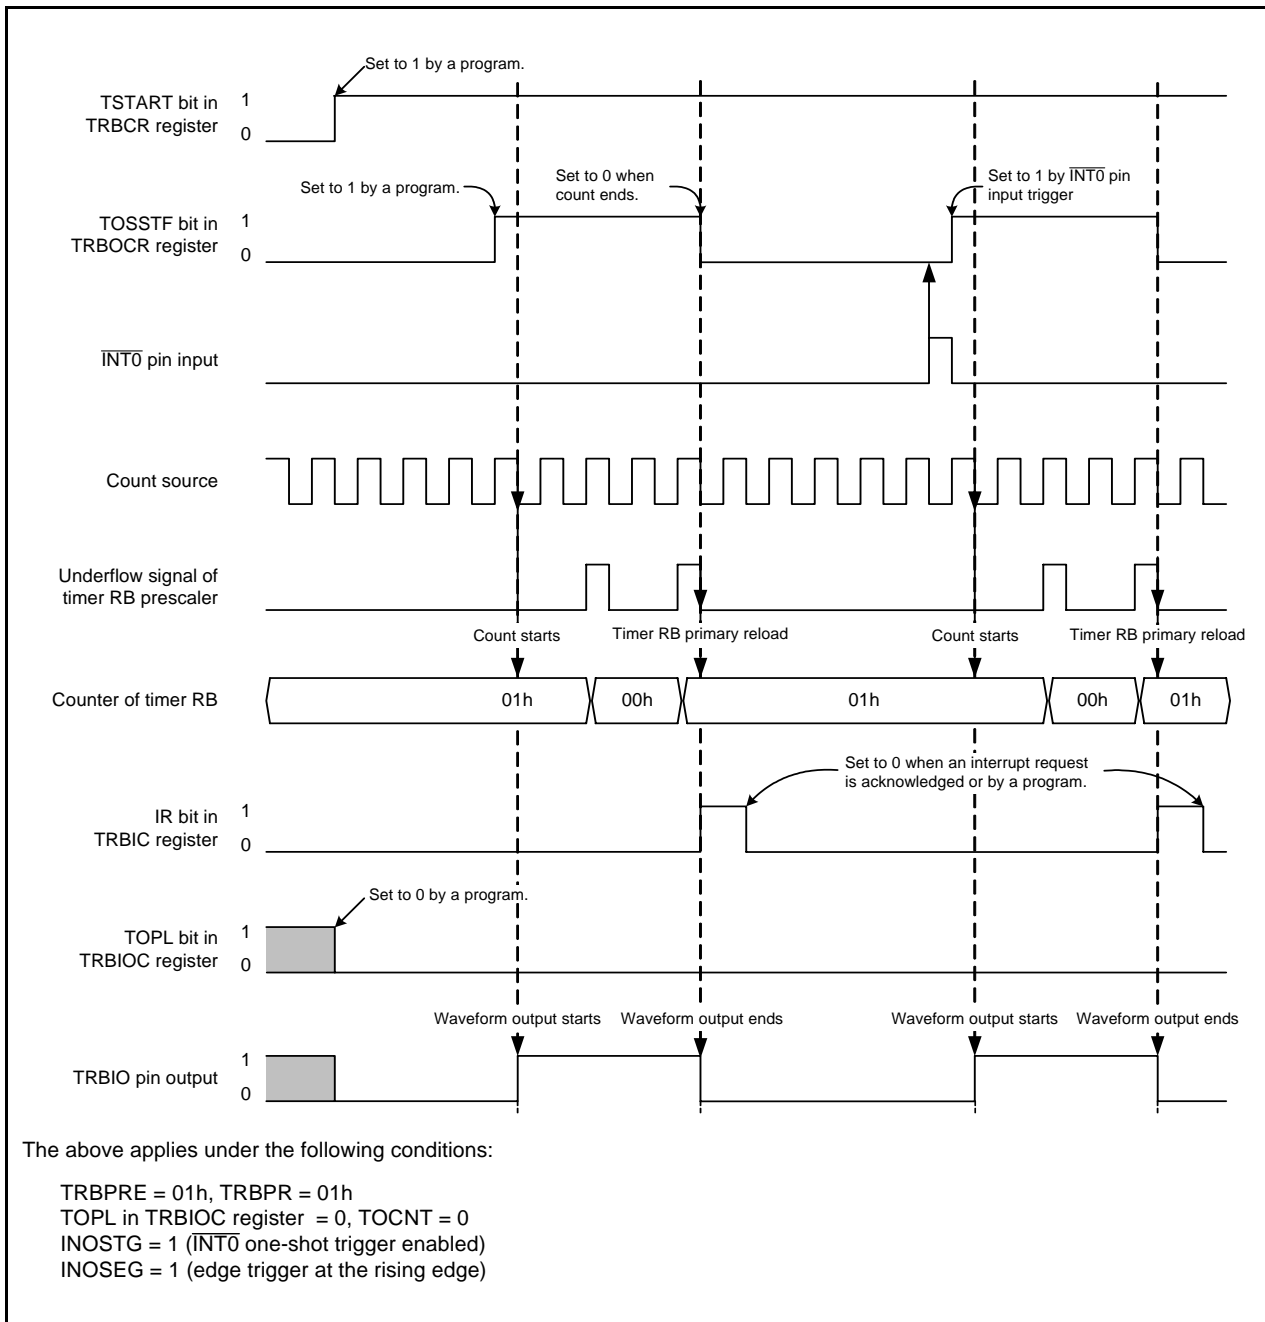 Set to 1 by a program.
TSTART bit in
TRBCR register
1
0
Set to 1 by a program.
Set to 0 when
count ends.
Set to 1 by INT0 pin
input trigger
TOSSTF bit in
TRBOCR register
1
0
INT0 pin input
Count source
Underflow signal of
timer RB prescaler
Count starts
Timer RB primary reload
Count starts
Timer RB primary reload
Counter of timer RB
01h
00h
01h
00h
01h
Set to 0 when an interrupt request
is acknowledged or by a program.
IR bit in
TRBIC register
1
0
Set to 0 by a program.
TOPL bit in
TRBIOC register
1
0
Waveform output starts
Waveform output ends
Waveform output starts
Waveform output ends
TRBIO pin output
1
0
The above applies under the following conditions:
TRBPRE = 01h, TRBPR = 01h
TOPL in TRBIOC register = 0, TOCNT = 0
INOSTG = 1 (INT0 one-shot trigger enabled)
INOSEG = 1 (edge trigger at the rising edge)